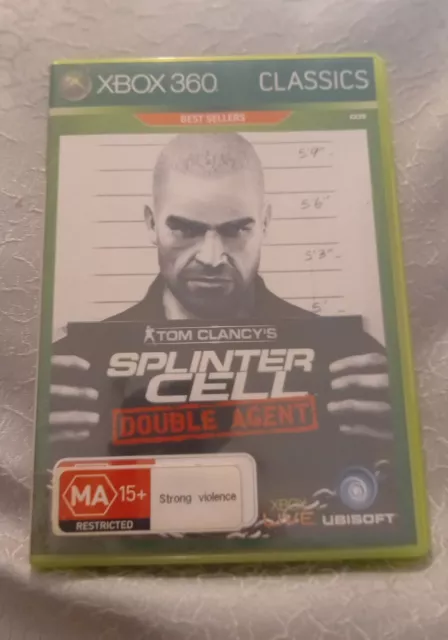 XBOX 360 CLASSICS
BEST SELLERS
5'9"
5'6"
5'3"
5'
TOM CLANCY'S
SPLINTER
CELL
DOUBLE AGENT
MA 15+
Strong violence
RESTRICTED
XBOX
LIVE
UBISOFT